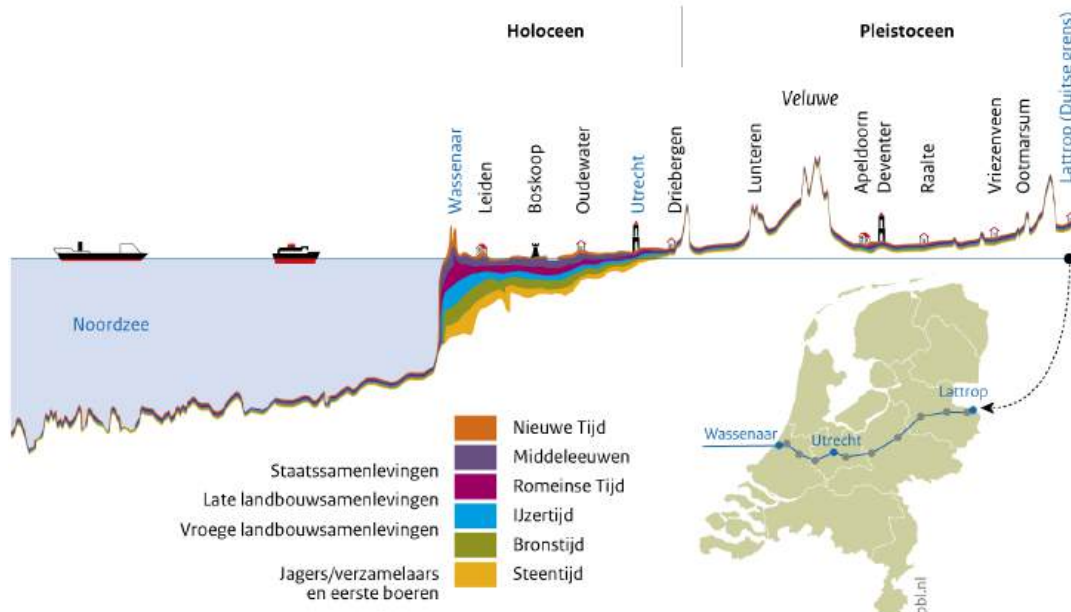 Holoceen
Pleistoceen
Veluwe
Wassenaar
Leiden
Boskoop
Oudewater
Utrecht
Driebergen
Lunteren
Apeldoorn
Deventer
Raalte
Vriezenveen
Ootmarsum
Lattrop (Duitse grens)
Noordzee
Nieuwe Tijd
Middeleeuwen
Romeinse Tijd
IJzertijd
Bronstijd
Steentijd
Staatssamenlevingen
Late landbouwsamenlevingen
Vroege landbouwsamenlevingen
Jagers/verzamelaars
en eerste boeren
Lattrop
Wassenaar
Utrecht
pbl.nl